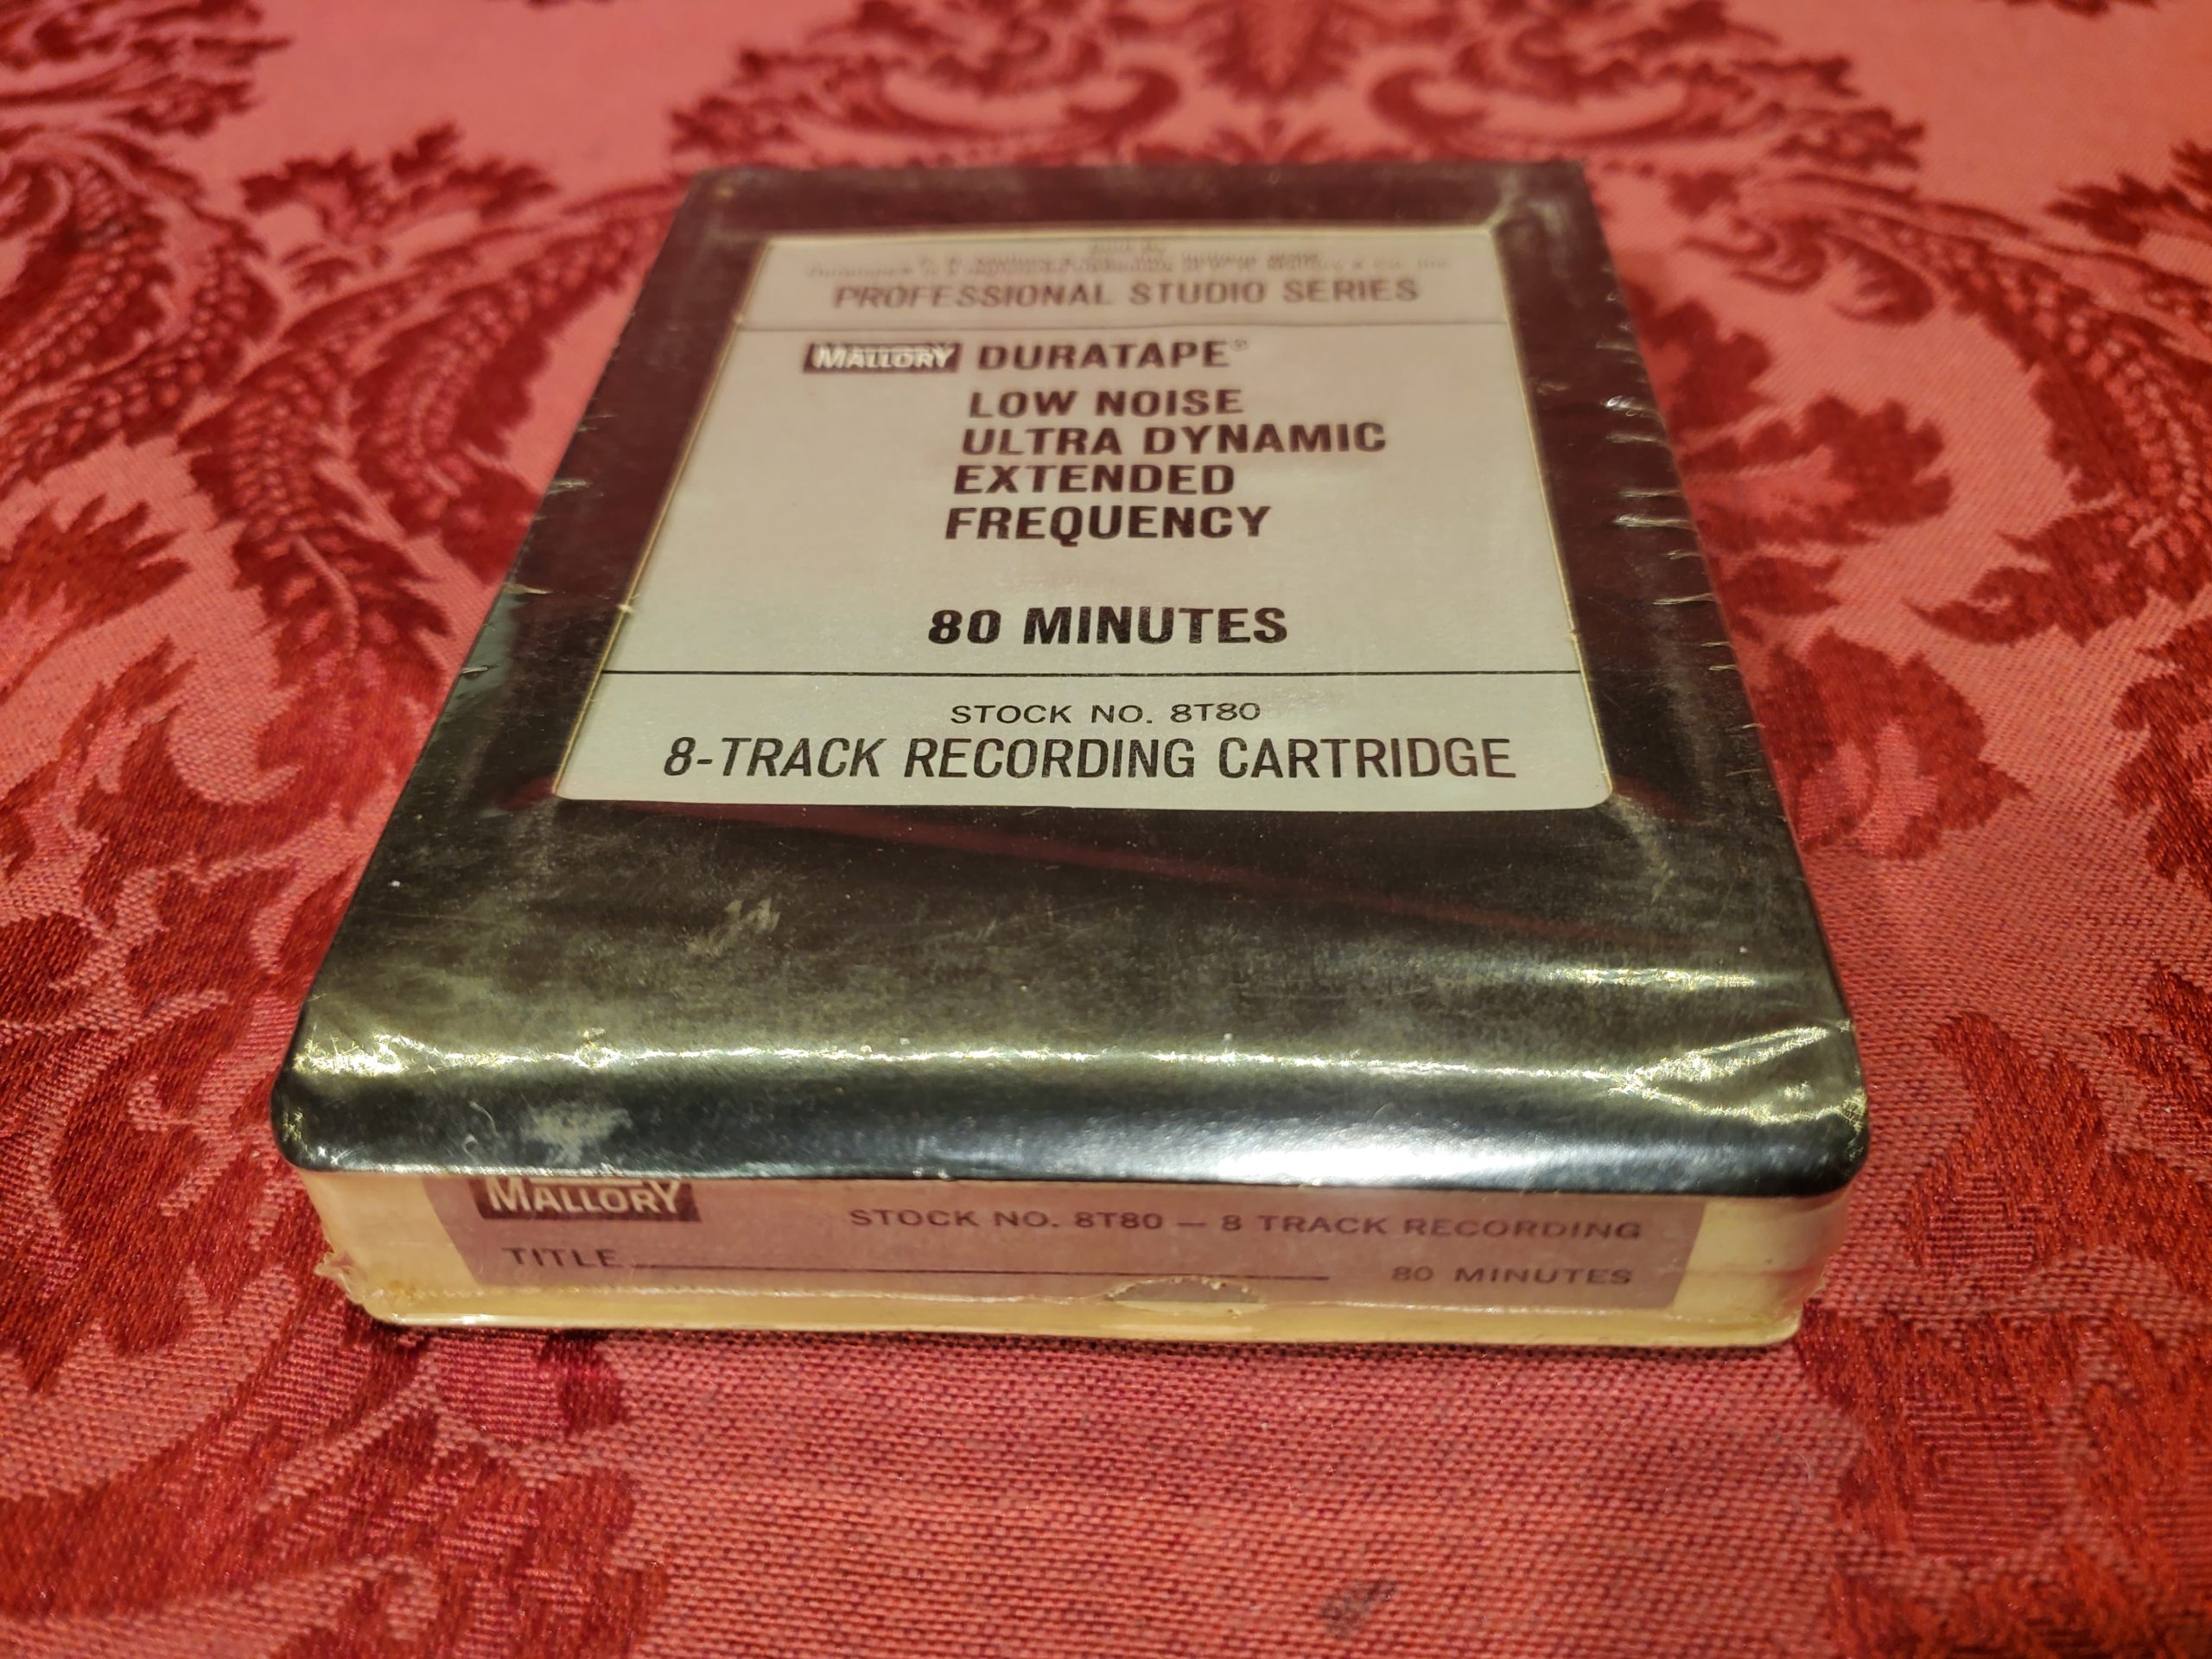 PROFESSIONAL STUDIO SERIES
MALLORY DURATAPE®
LOW NOISE
ULTRA DYNAMIC
EXTENDED
FREQUENCY
80 MINUTES
STOCK NO. 8T80
8-TRACK RECORDING CARTRIDGE
MALLORY
STOCK NO. 8T80 — 8 TRACK RECORDING
TITLE
80 MINUTES